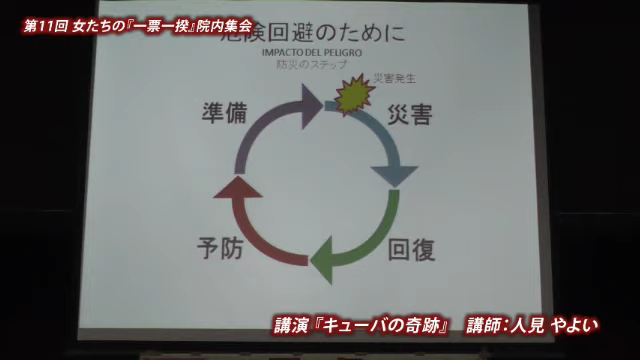 第11回 女たちの『一票一揆』院内集会
危険回避のために
IMPACTO DEL PELIGRO
防災のステップ
災害発生
準備
災害
予防
回復
講演『キューバの奇跡』 講師：人見 やよい